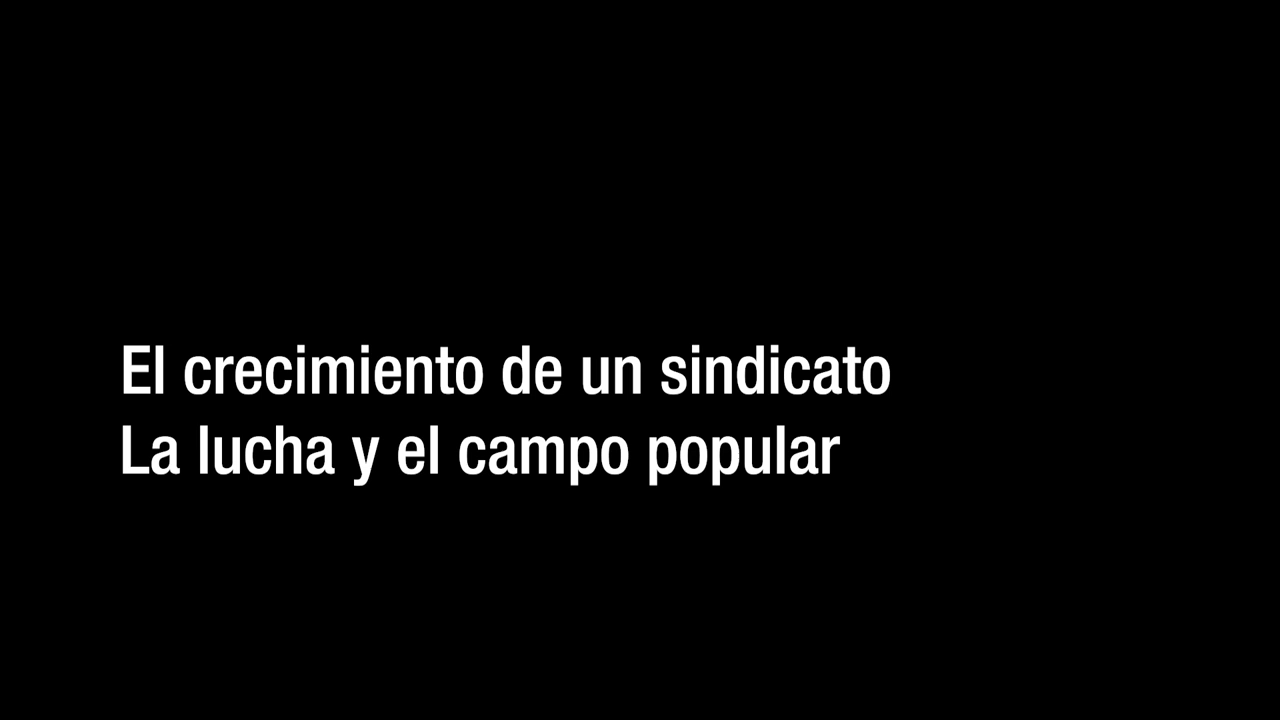 El crecimiento de un sindicato
La lucha y el campo popular